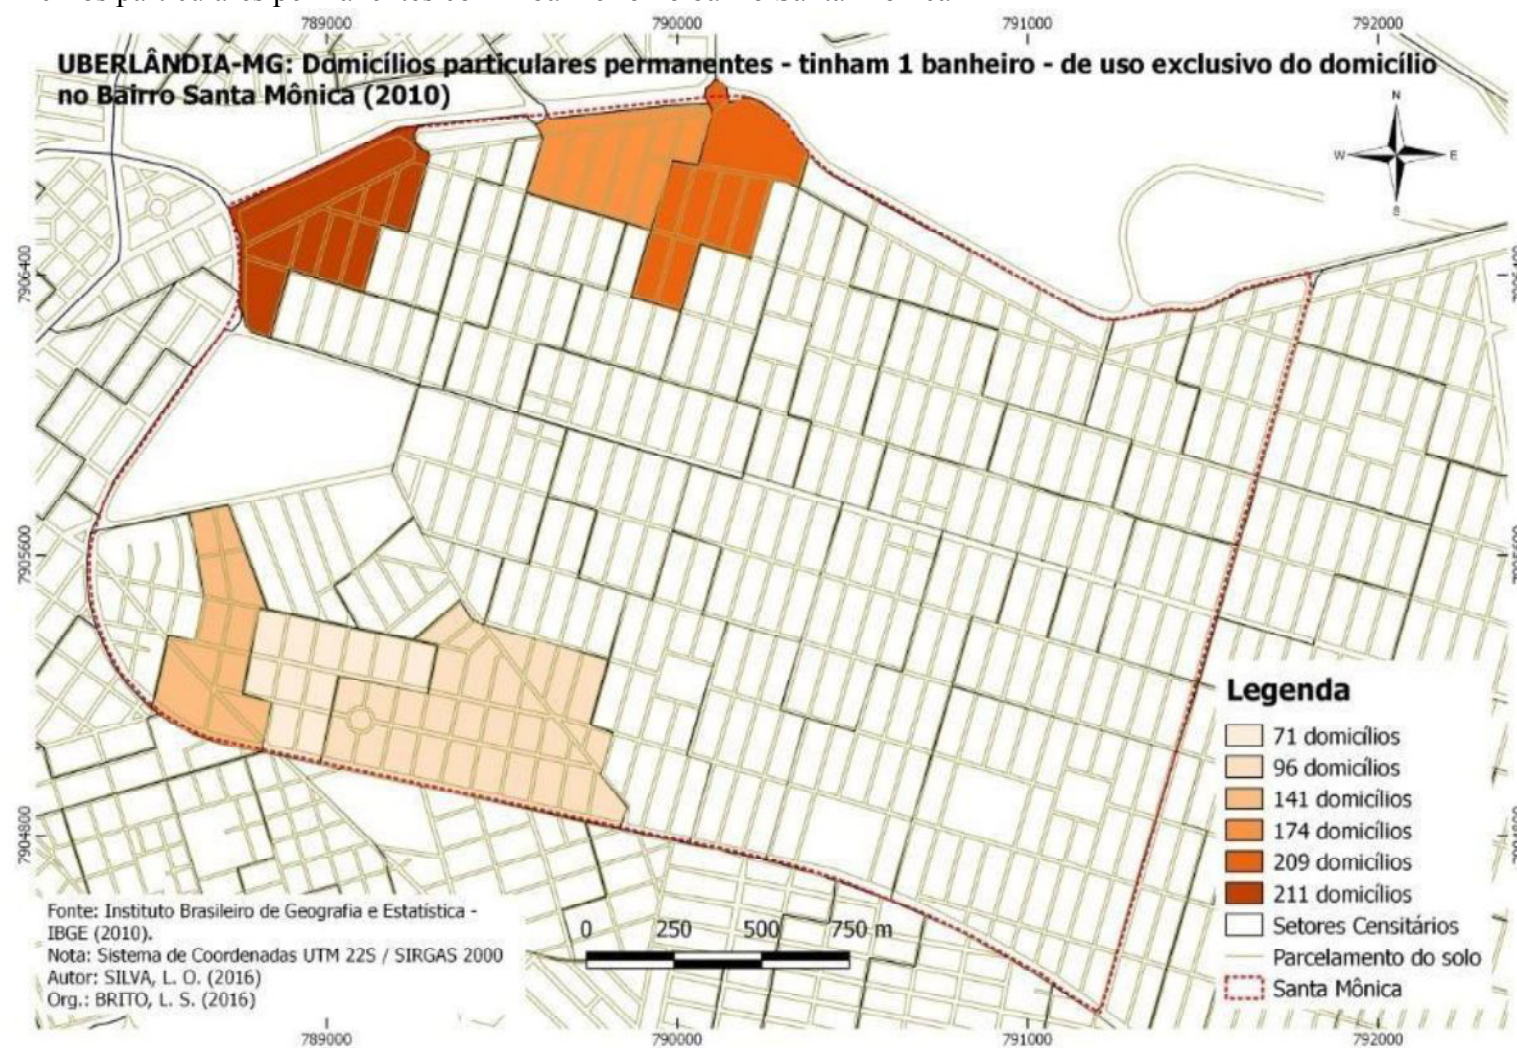 789000 790000 791000 792000
UBERLÂNDIA-MG: Domicílios particulares permanentes - tinham 1 banheiro - de uso exclusivo do domicílio
no Bairro Santa Mônica (2010)
N
W E
S
7906400
7905600
7904800
Legenda
71 domicílios
96 domicílios
141 domicílios
174 domicílios
209 domicílios
211 domicílios
Setores Censitários
Parcelamento do solo
Santa Mônica
0 250 500 750 m
Fonte: Instituto Brasileiro de Geografia e Estatística -
IBGE (2010).
Nota: Sistema de Coordenadas UTM 22S / SIRGAS 2000
Autor: SILVA, L. O. (2016)
Org.: BRITO, L. S. (2016)
789000 790000 791000 792000